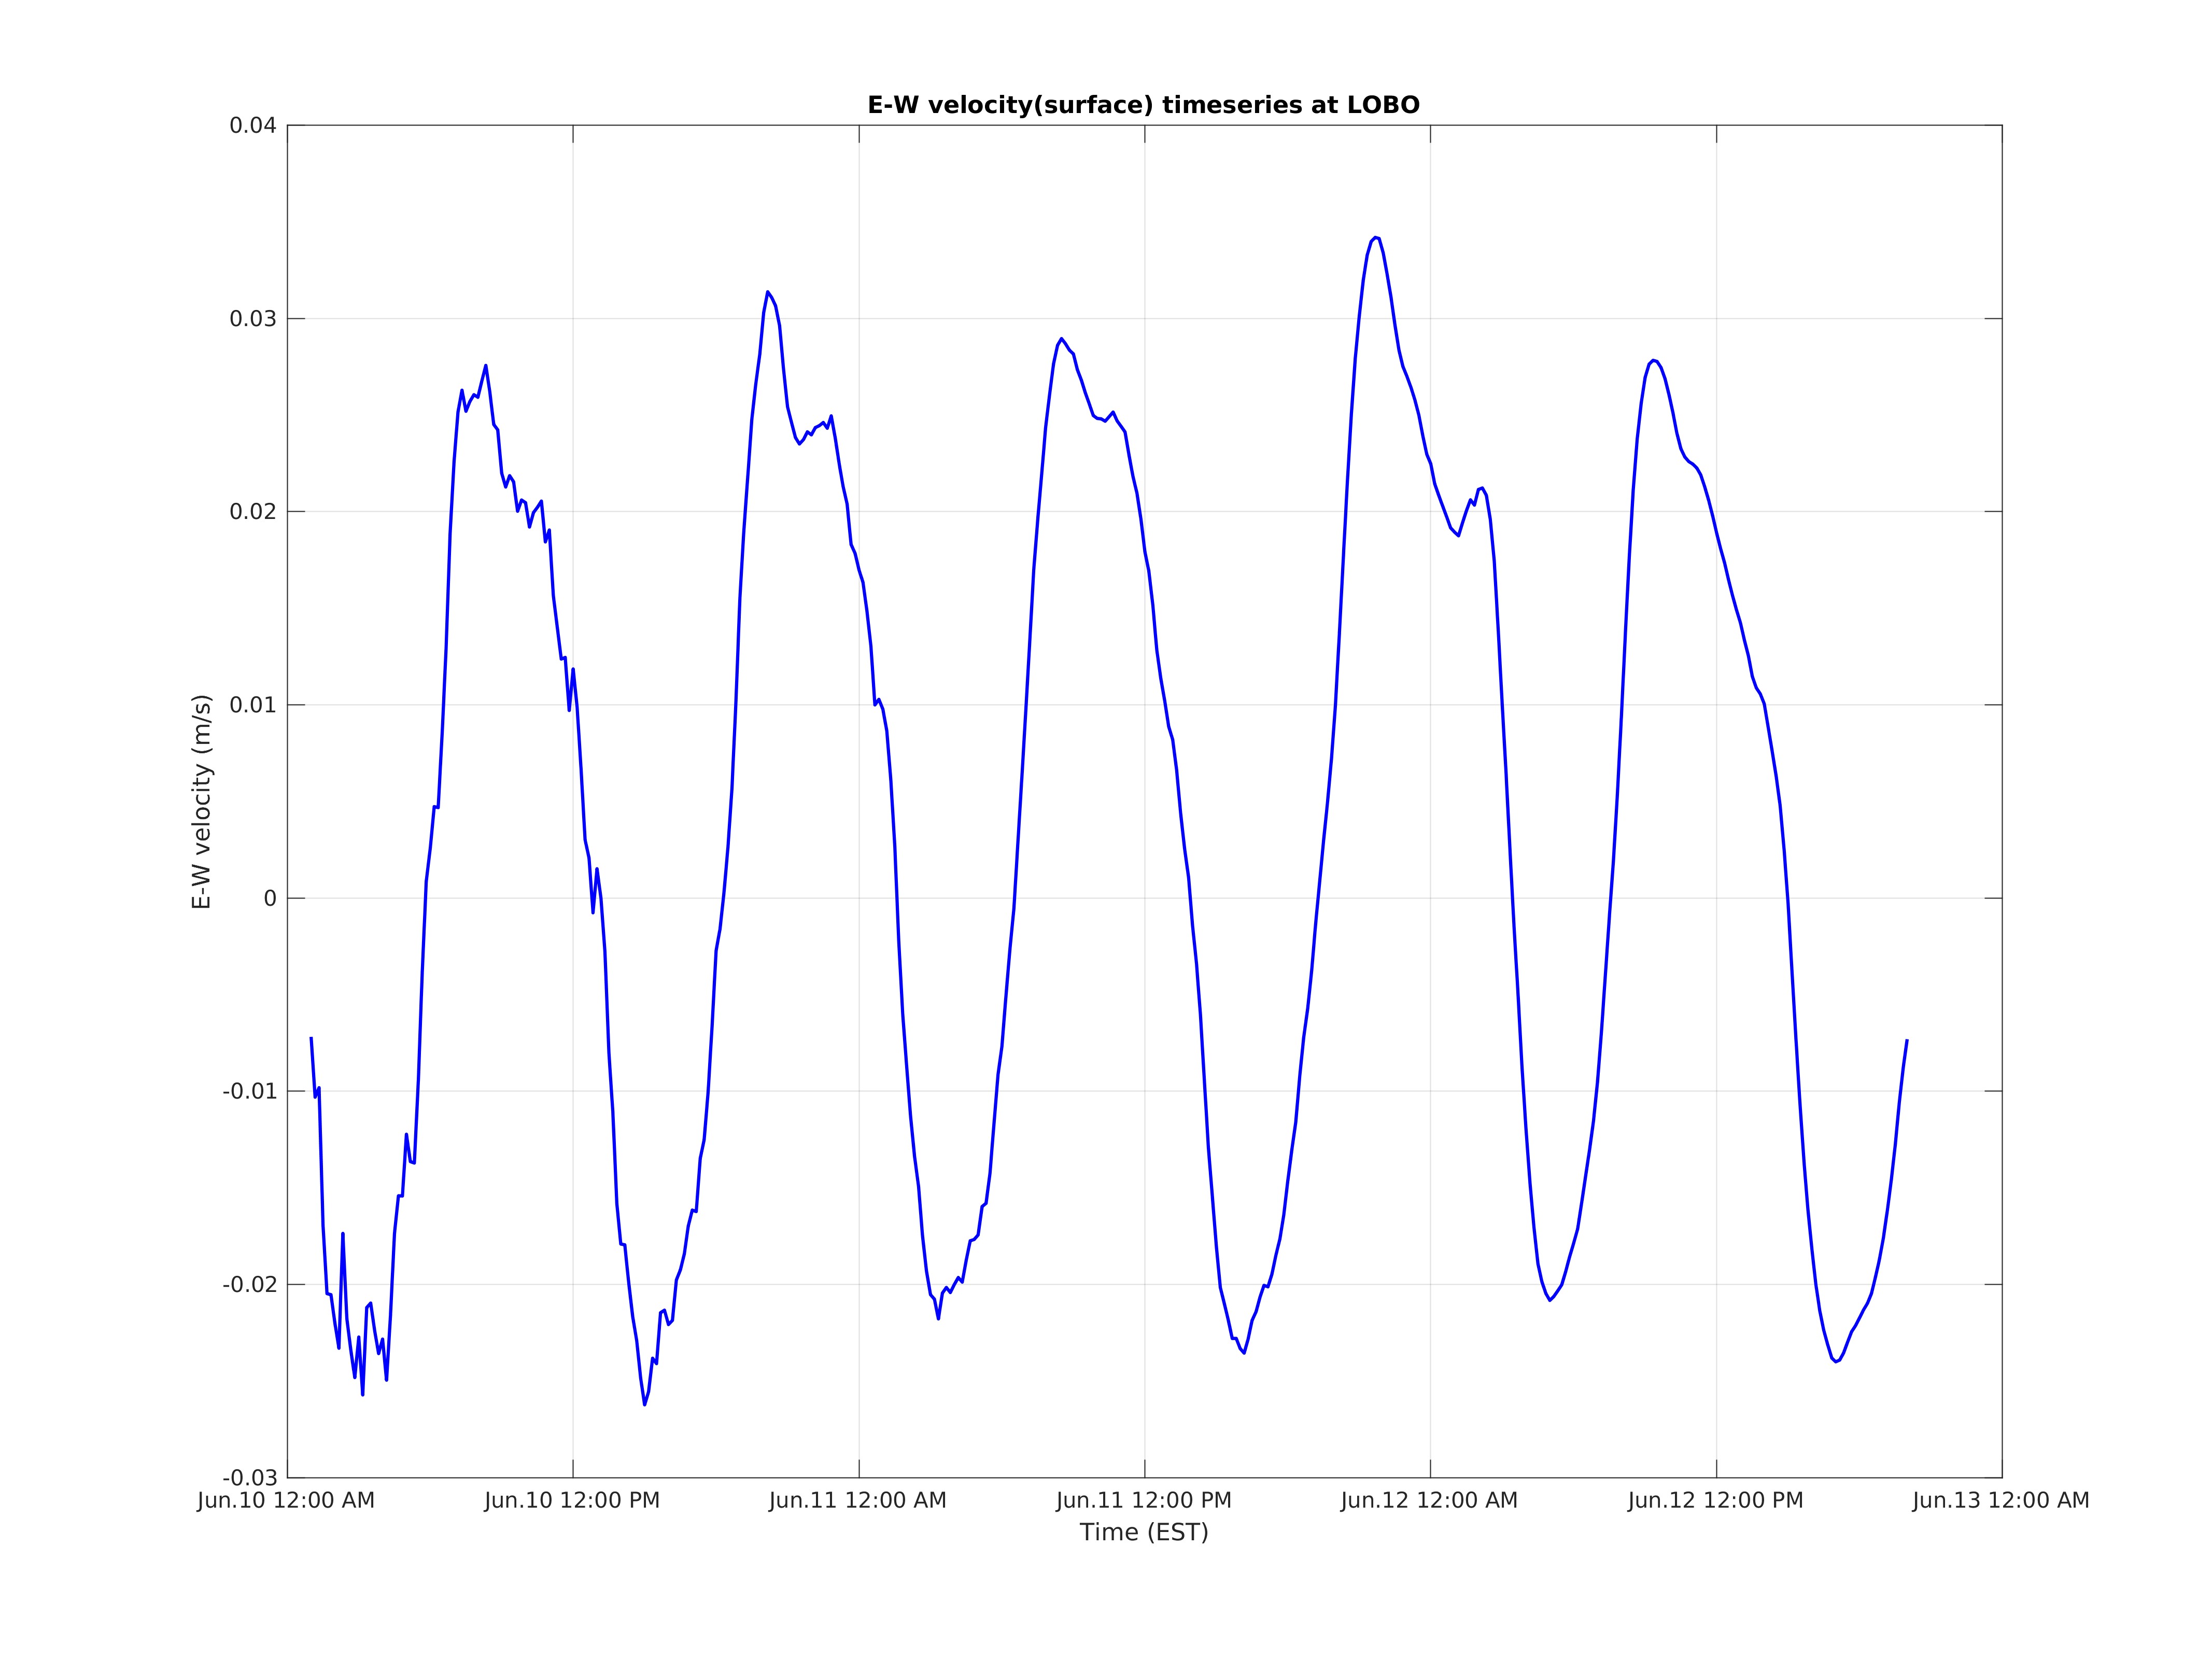 E-W velocity(surface) timeseries at LOBO
0.04
0.03
0.02
0.01
0
-0.01
-0.02
-0.03
E-W velocity (m/s)
Jun.10 12:00 AM Jun.10 12:00 PM Jun.11 12:00 AM Jun.11 12:00 PM Jun.12 12:00 AM Jun.12 12:00 PM Jun.13 12:00 AM
Time (EST)